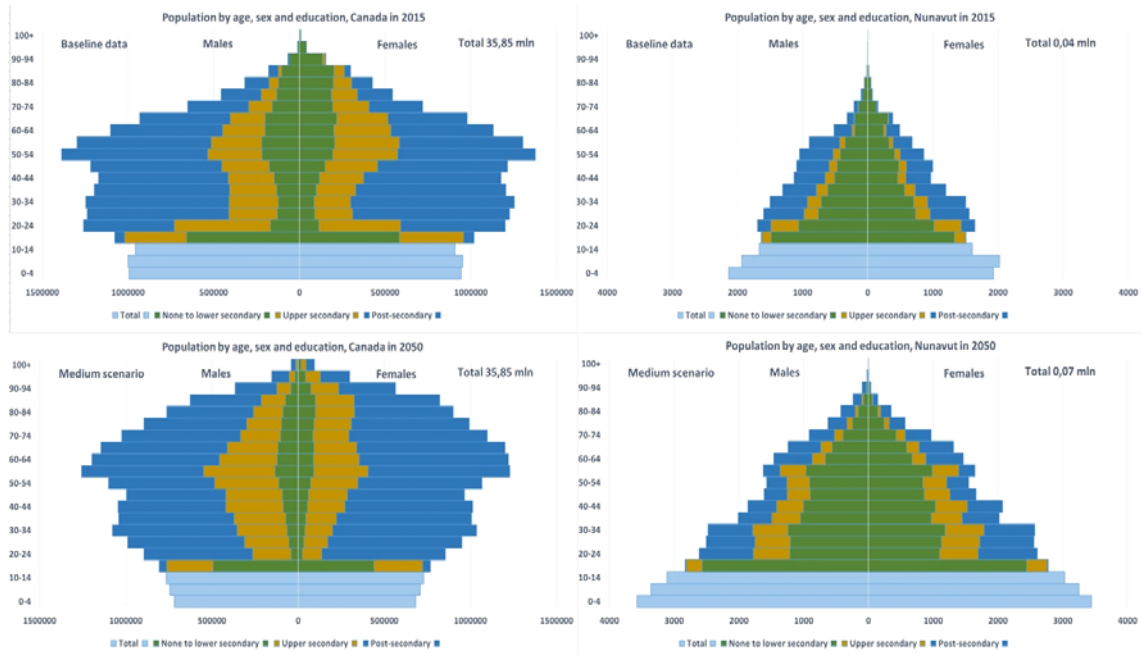 Population by age, sex and education, Canada in 2015
Baseline data Males Females Total 35,85 mln
100+
90-94
80-84
70-74
60-64
50-54
40-44
30-34
20-24
10-14
0-4
1500000 1000000 500000 0 500000 1000000 1500000
Total None to lower secondary Upper secondary Post-secondary
Population by age, sex and education, Nunavut in 2015
Baseline data Males Females Total 0,04 mln
100+
90-94
80-84
70-74
60-64
50-54
40-44
30-34
20-24
10-14
0-4
4000 3000 2000 1000 0 1000 2000 3000 4000
Total None to lower secondary Upper secondary Post-secondary
Population by age, sex and education, Canada in 2050
Medium scenario Males Females Total 35,85 mln
100+
90-94
80-84
70-74
60-64
50-54
40-44
30-34
20-24
10-14
0-4
1500000 1000000 500000 0 500000 1000000 1500000
Total None to lower secondary Upper secondary Post-secondary
Population by age, sex and education, Nunavut in 2050
Medium scenario Males Females Total 0,07 mln
100+
90-94
80-84
70-74
60-64
50-54
40-44
30-34
20-24
10-14
0-4
4000 3000 2000 1000 0 1000 2000 3000 4000
Total None to lower secondary Upper secondary Post-secondary